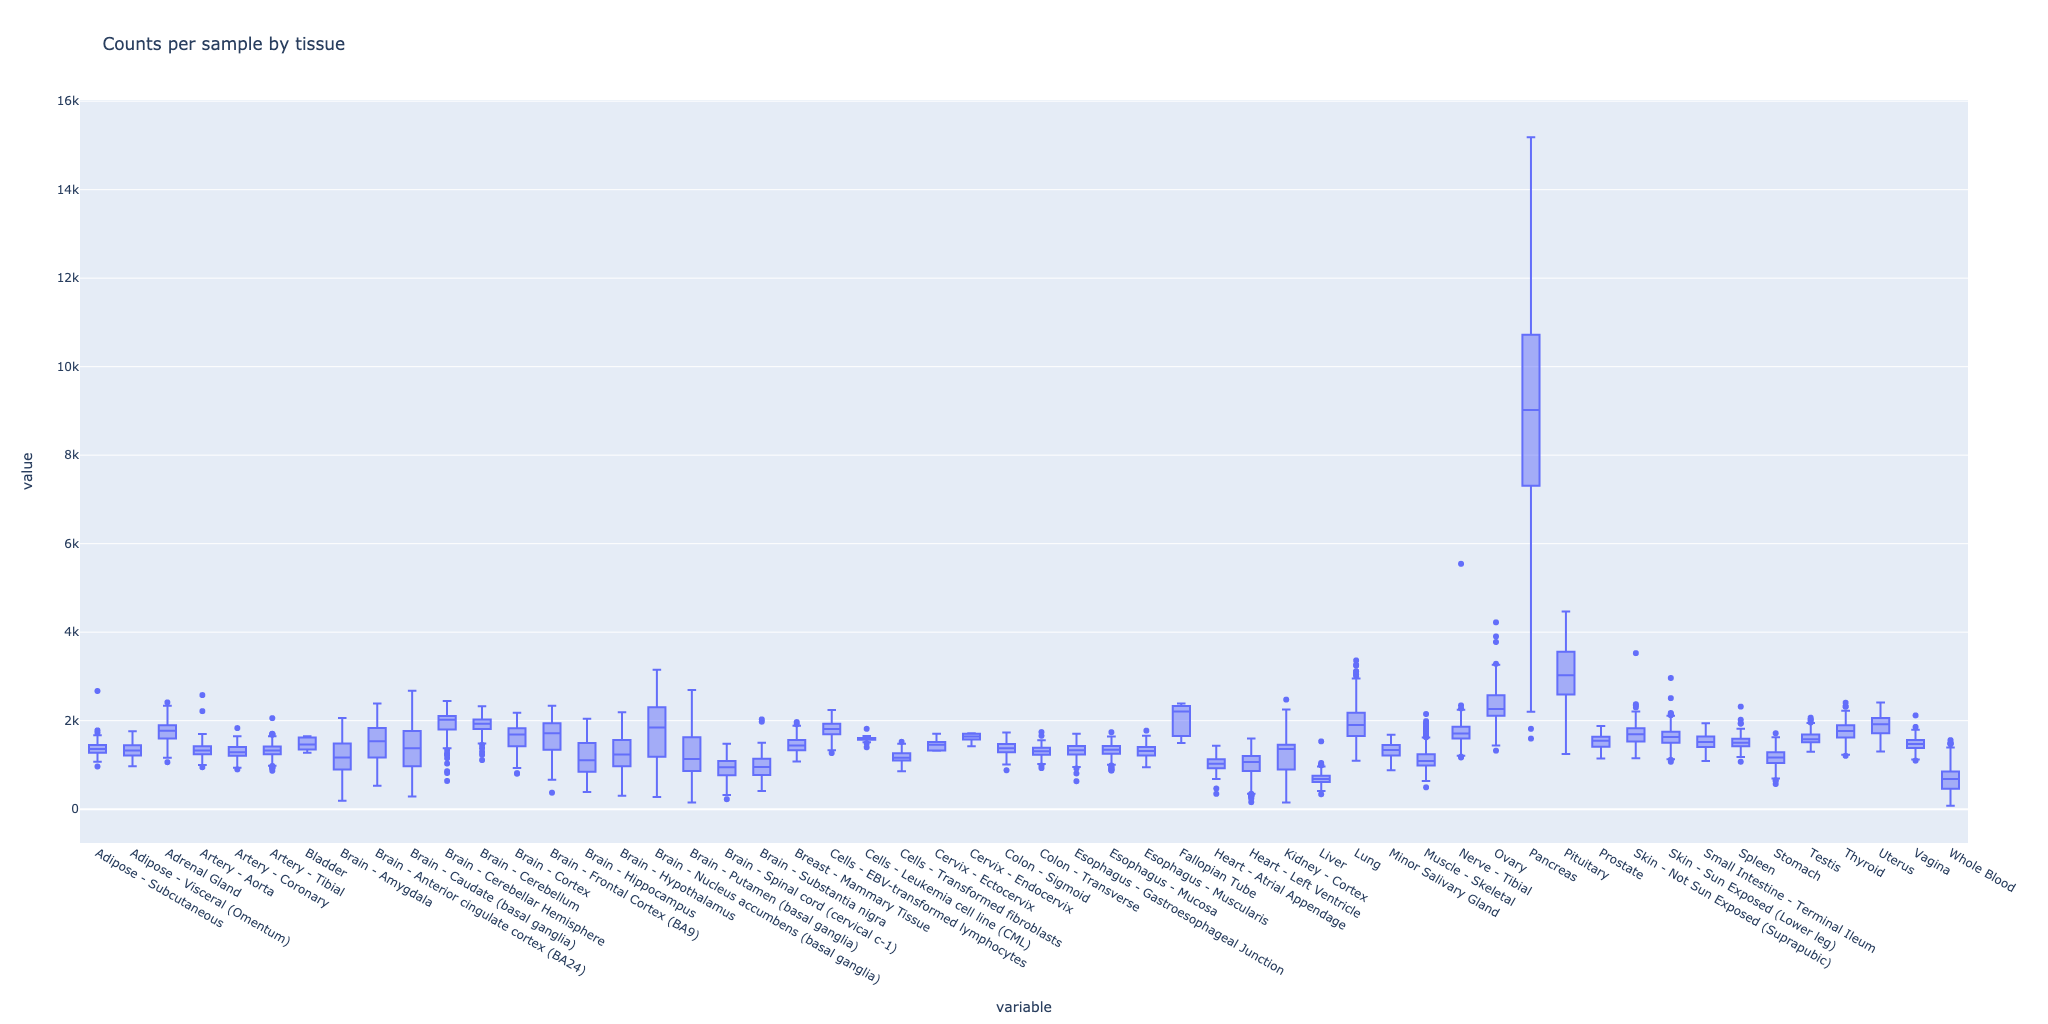 Counts per sample by tissue
16k
14k
12k
10k
8k
6k
4k
2k
0
value
Adipose - Subcutaneous
Adipose - Visceral (Omentum)
Adrenal Gland
Artery - Aorta
Artery - Coronary
Artery - Tibial
Bladder
Brain - Amygdala
Brain - Anterior cingulate cortex (BA24)
Brain - Caudate (basal ganglia)
Brain - Cerebellar Hemisphere
Brain - Cerebellum
Brain - Cortex
Brain - Frontal Cortex (BA9)
Brain - Hippocampus
Brain - Hypothalamus
Brain - Nucleus accumbens (basal ganglia)
Brain - Putamen (basal ganglia)
Brain - Spinal cord (cervical c-1)
Brain - Substantia nigra
Breast - Mammary Tissue
Cells - EBV-transformed lymphocytes
Cells - Leukemia cell line (CML)
Cells - Transformed fibroblasts
Cervix - Ectocervix
Cervix - Endocervix
Colon - Sigmoid
Colon - Transverse
Esophagus - Gastroesophageal Junction
Esophagus - Mucosa
Esophagus - Muscularis
Fallopian Tube
Heart - Atrial Appendage
Heart - Left Ventricle
Kidney - Cortex
Liver
Lung
Minor Salivary Gland
Muscle - Skeletal
Nerve - Tibial
Ovary
Pancreas
Pituitary
Prostate
Skin - Not Sun Exposed (Suprapubic)
Skin - Sun Exposed (Lower leg)
Small Intestine - Terminal Ileum
Spleen
Stomach
Testis
Thyroid
Uterus
Vagina
Whole Blood
variable